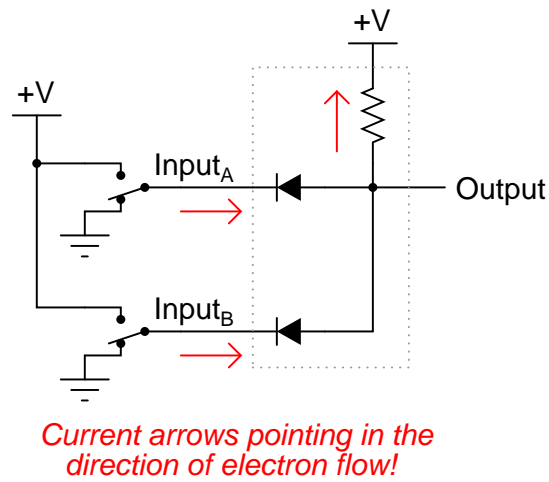 +V
+V
Input_A
Output
Input_B
Current arrows pointing in the
direction of electron flow!